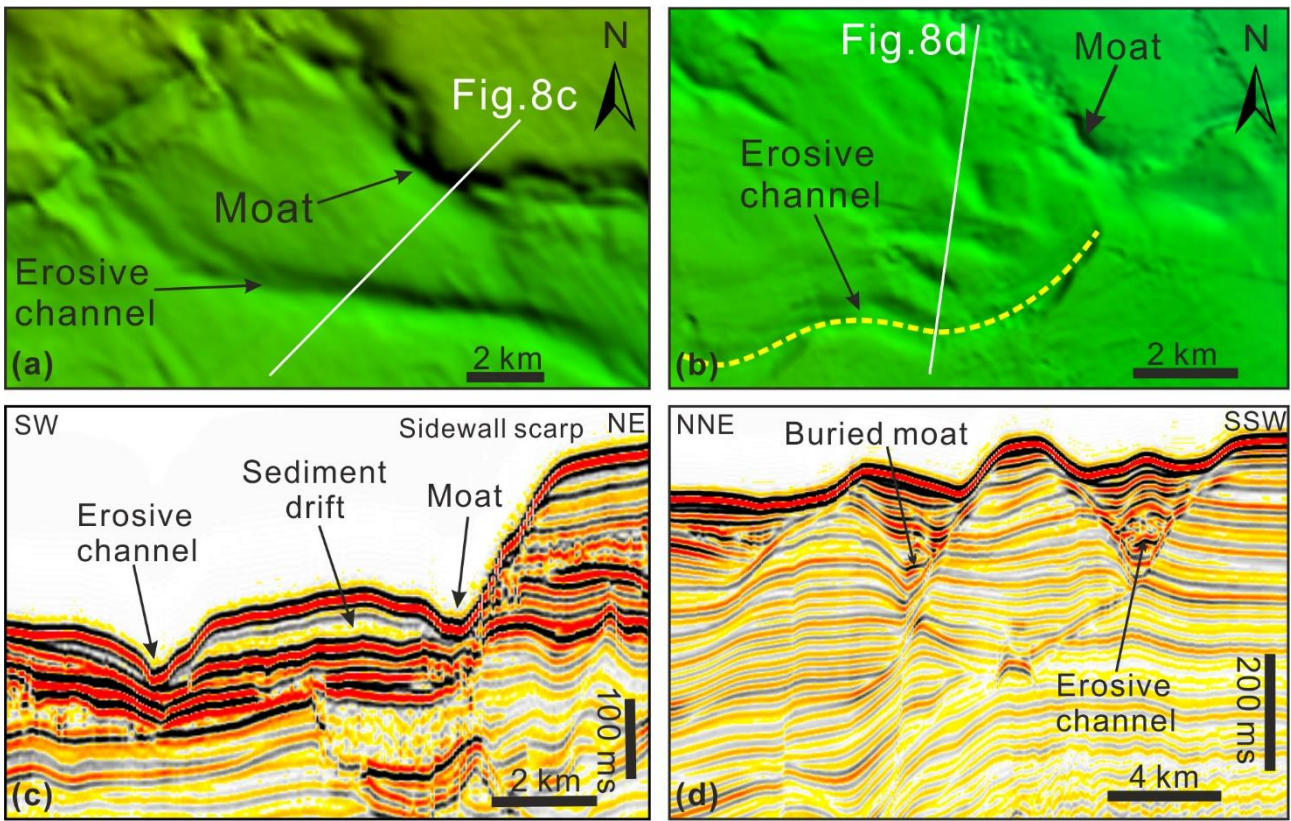 Fig.8c
N
Moat
Erosive
channel
2 km
(a)
Fig.8d
Moat
N
Erosive
channel
2 km
(b)
SW
NE
Sidewall scarp
Sediment
drift
Moat
Erosive
channel
100 ms
2 km
(c)
NNE
SSW
Buried moat
Erosive
channel
200 ms
4 km
(d)